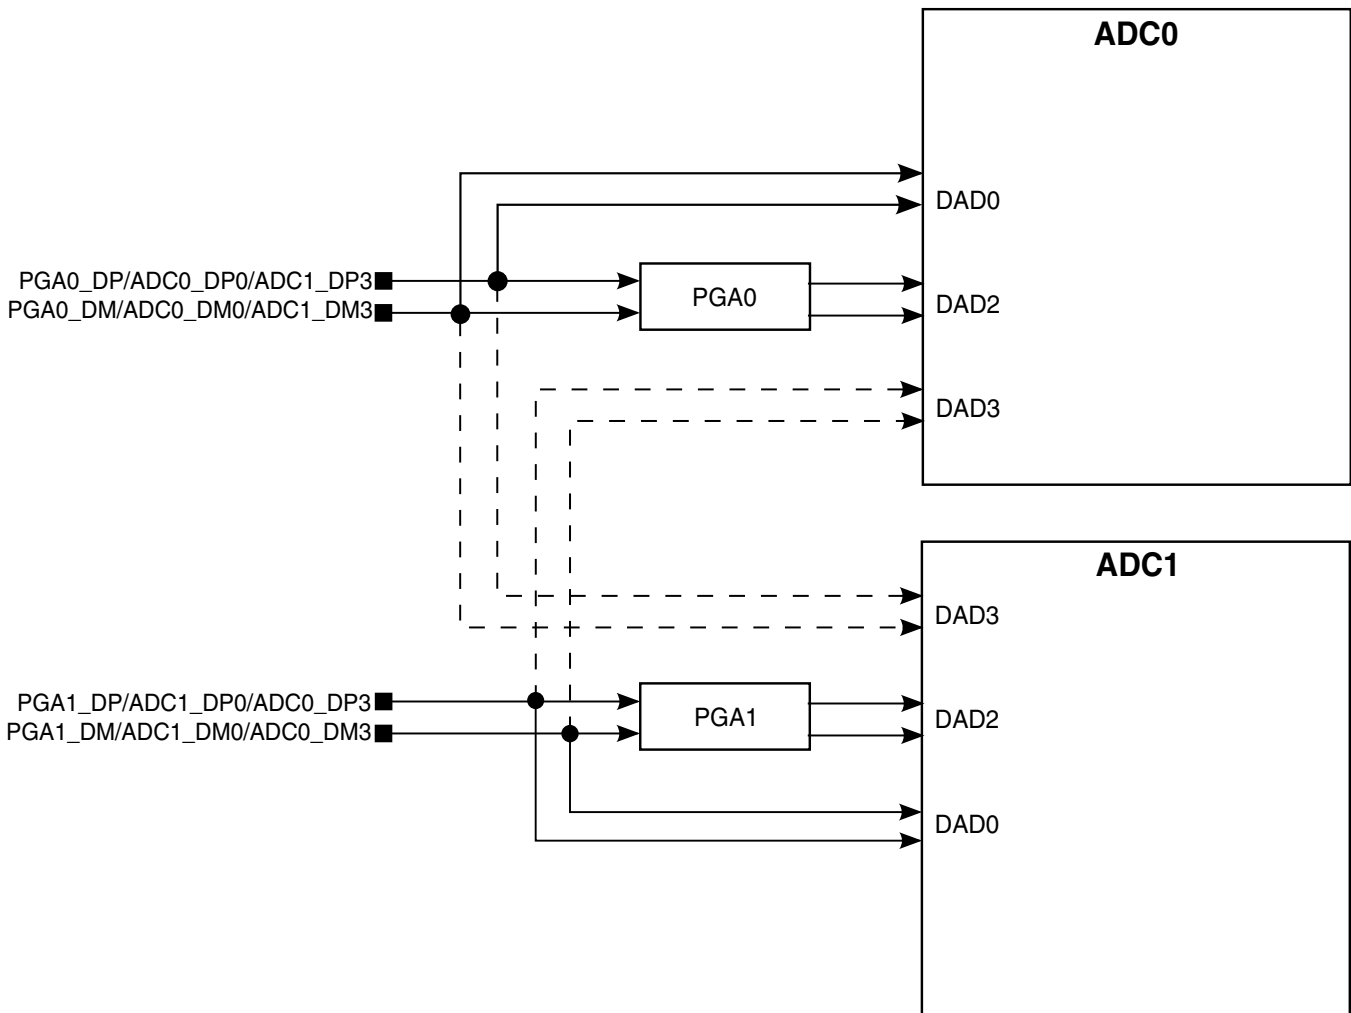 ADC0
DAD0
PGA0_DP/ADC0_DP0/ADC1_DP3
PGA0_DM/ADC0_DM0/ADC1_DM3
PGA0
DAD2
DAD3
ADC1
DAD3
PGA1_DP/ADC1_DP0/ADC0_DP3
PGA1_DM/ADC1_DM0/ADC0_DM3
PGA1
DAD2
DAD0